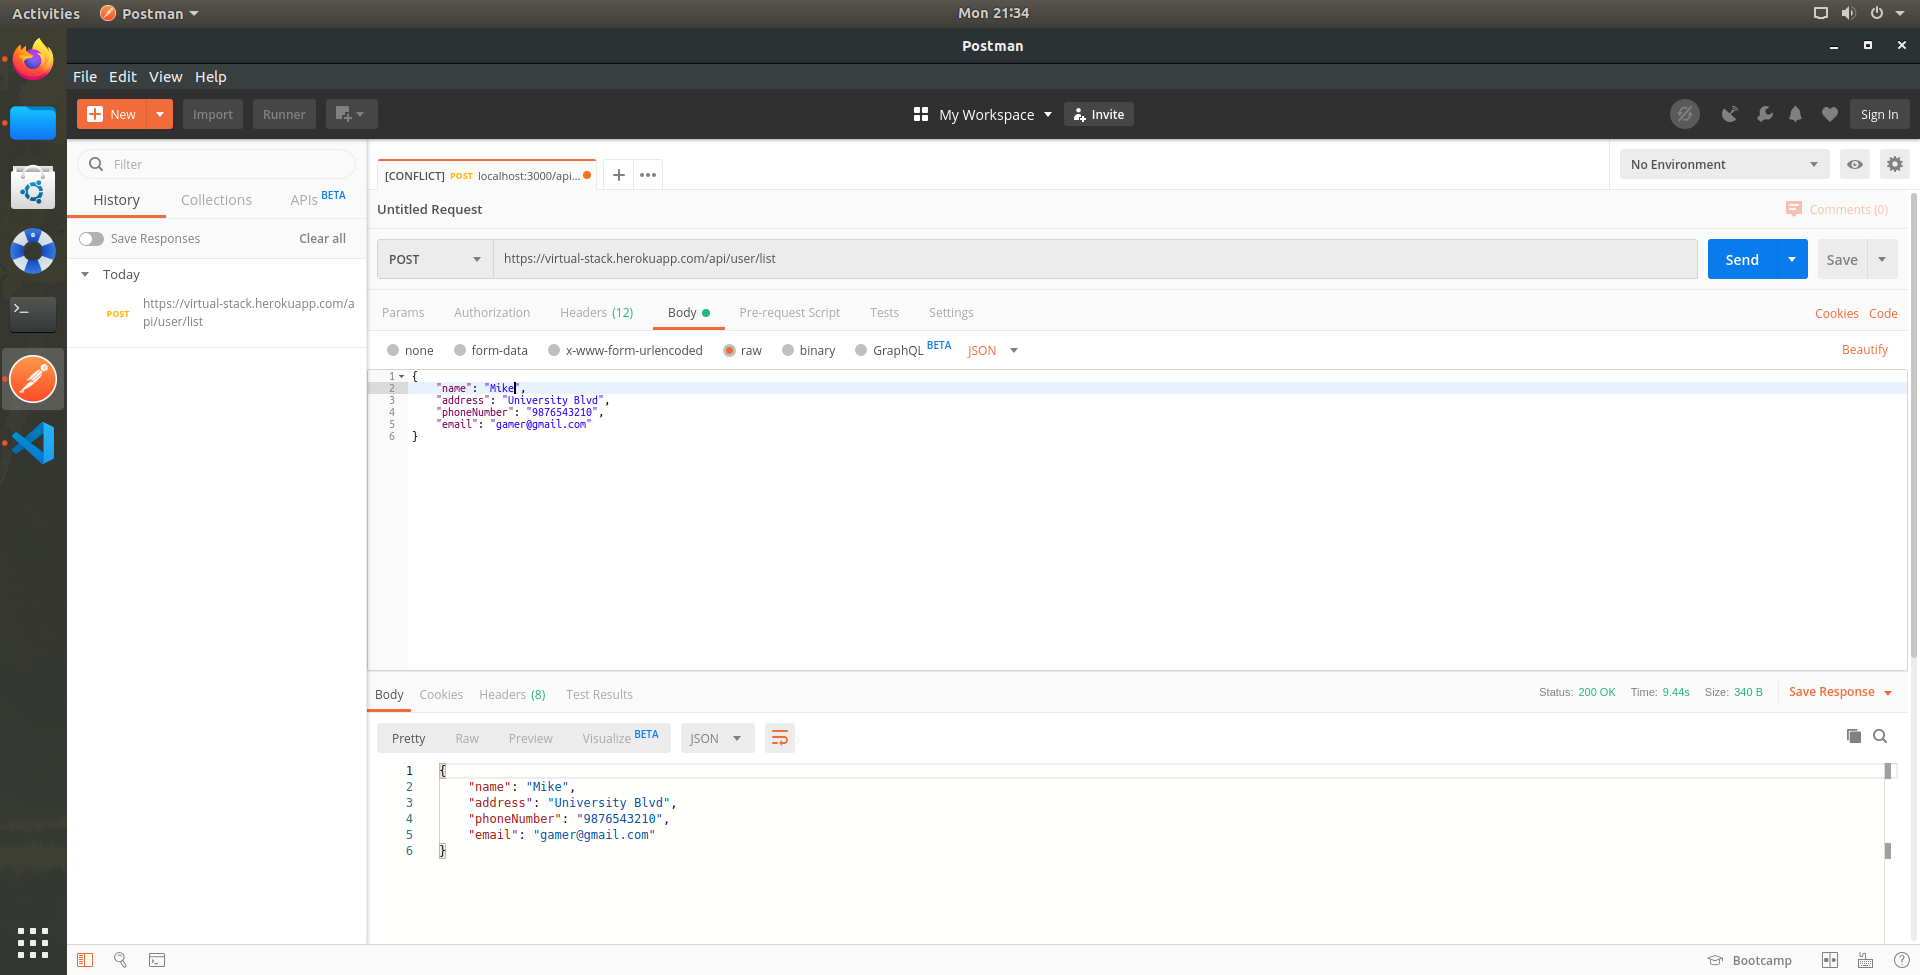 Activities Postman Mon 21:34
Postman
File Edit View Help
New Import Runner My Workspace Invite Sign In
Filter
History Collections APIs BETA
Save Responses Clear all
Today
POST https://virtual-stack.herokuapp.com/a
pi/user/list
[CONFLICT] POST localhost:3000/api... No Environment
Untitled Request Comments (0)
POST https://virtual-stack.herokuapp.com/api/user/list Send Save
Params Authorization Headers (12) Body Pre-request Script Tests Settings Cookies Code
none form-data x-www-form-urlencoded raw binary GraphQL BETA JSON Beautify
1 {
2 "name": "Mike",
3 "address": "University Blvd",
4 "phoneNumber": "9876543210",
5 "email": "gamer@gmail.com"
6 }
Body Cookies Headers (8) Test Results Status: 200 OK Time: 9.44s Size: 340 B Save Response
Pretty Raw Preview Visualize BETA JSON
1 {
2 "name": "Mike",
3 "address": "University Blvd",
4 "phoneNumber": "9876543210",
5 "email": "gamer@gmail.com"
6 }
Bootcamp